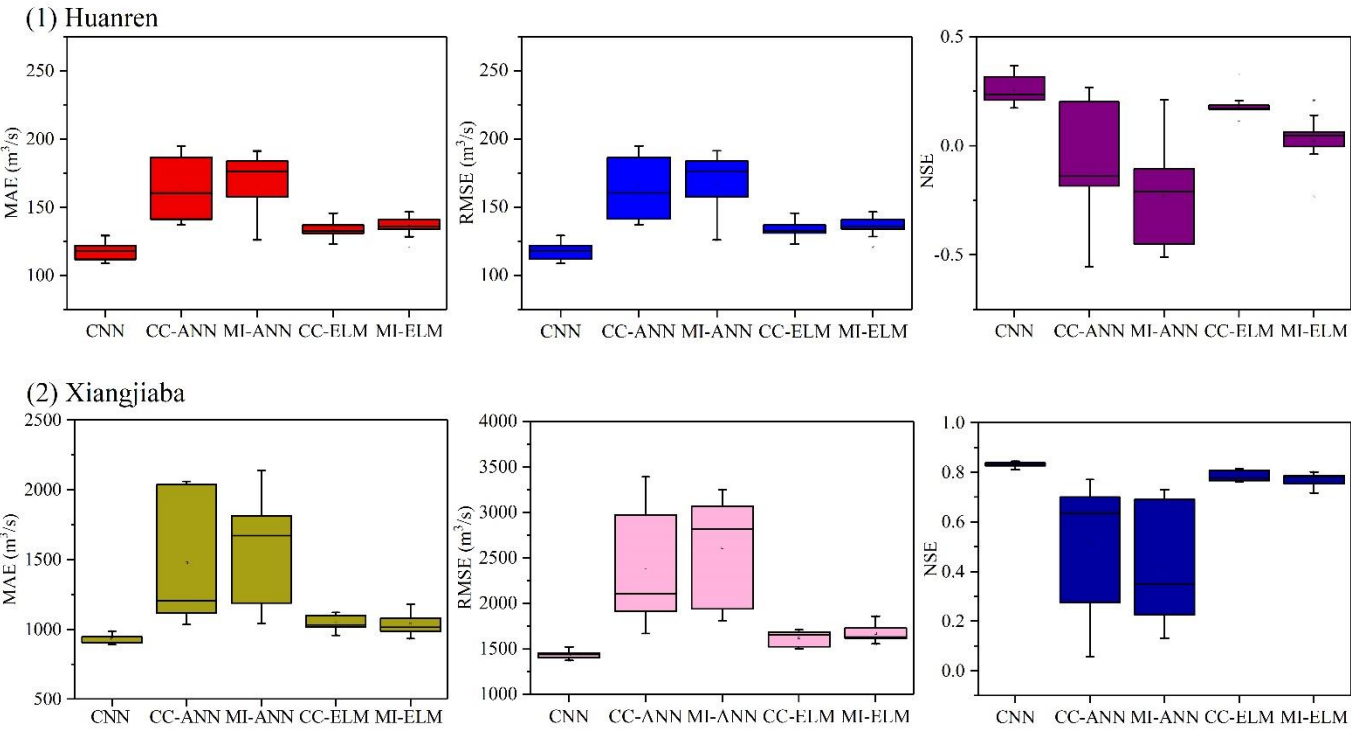 (1) Huanren
MAE (m³/s)
250
200
150
100
CNN CC-ANN MI-ANN CC-ELM MI-ELM
RMSE (m³/s)
250
200
150
100
CNN CC-ANN MI-ANN CC-ELM MI-ELM
NSE
0.5
0.0
-0.5
CNN CC-ANN MI-ANN CC-ELM MI-ELM
(2) Xiangjiaba
MAE (m³/s)
2500
2000
1500
1000
500
CNN CC-ANN MI-ANN CC-ELM MI-ELM
RMSE (m³/s)
4000
3500
3000
2500
2000
1500
1000
CNN CC-ANN MI-ANN CC-ELM MI-ELM
NSE
1.0
0.8
0.6
0.4
0.2
0.0
CNN CC-ANN MI-ANN CC-ELM MI-ELM